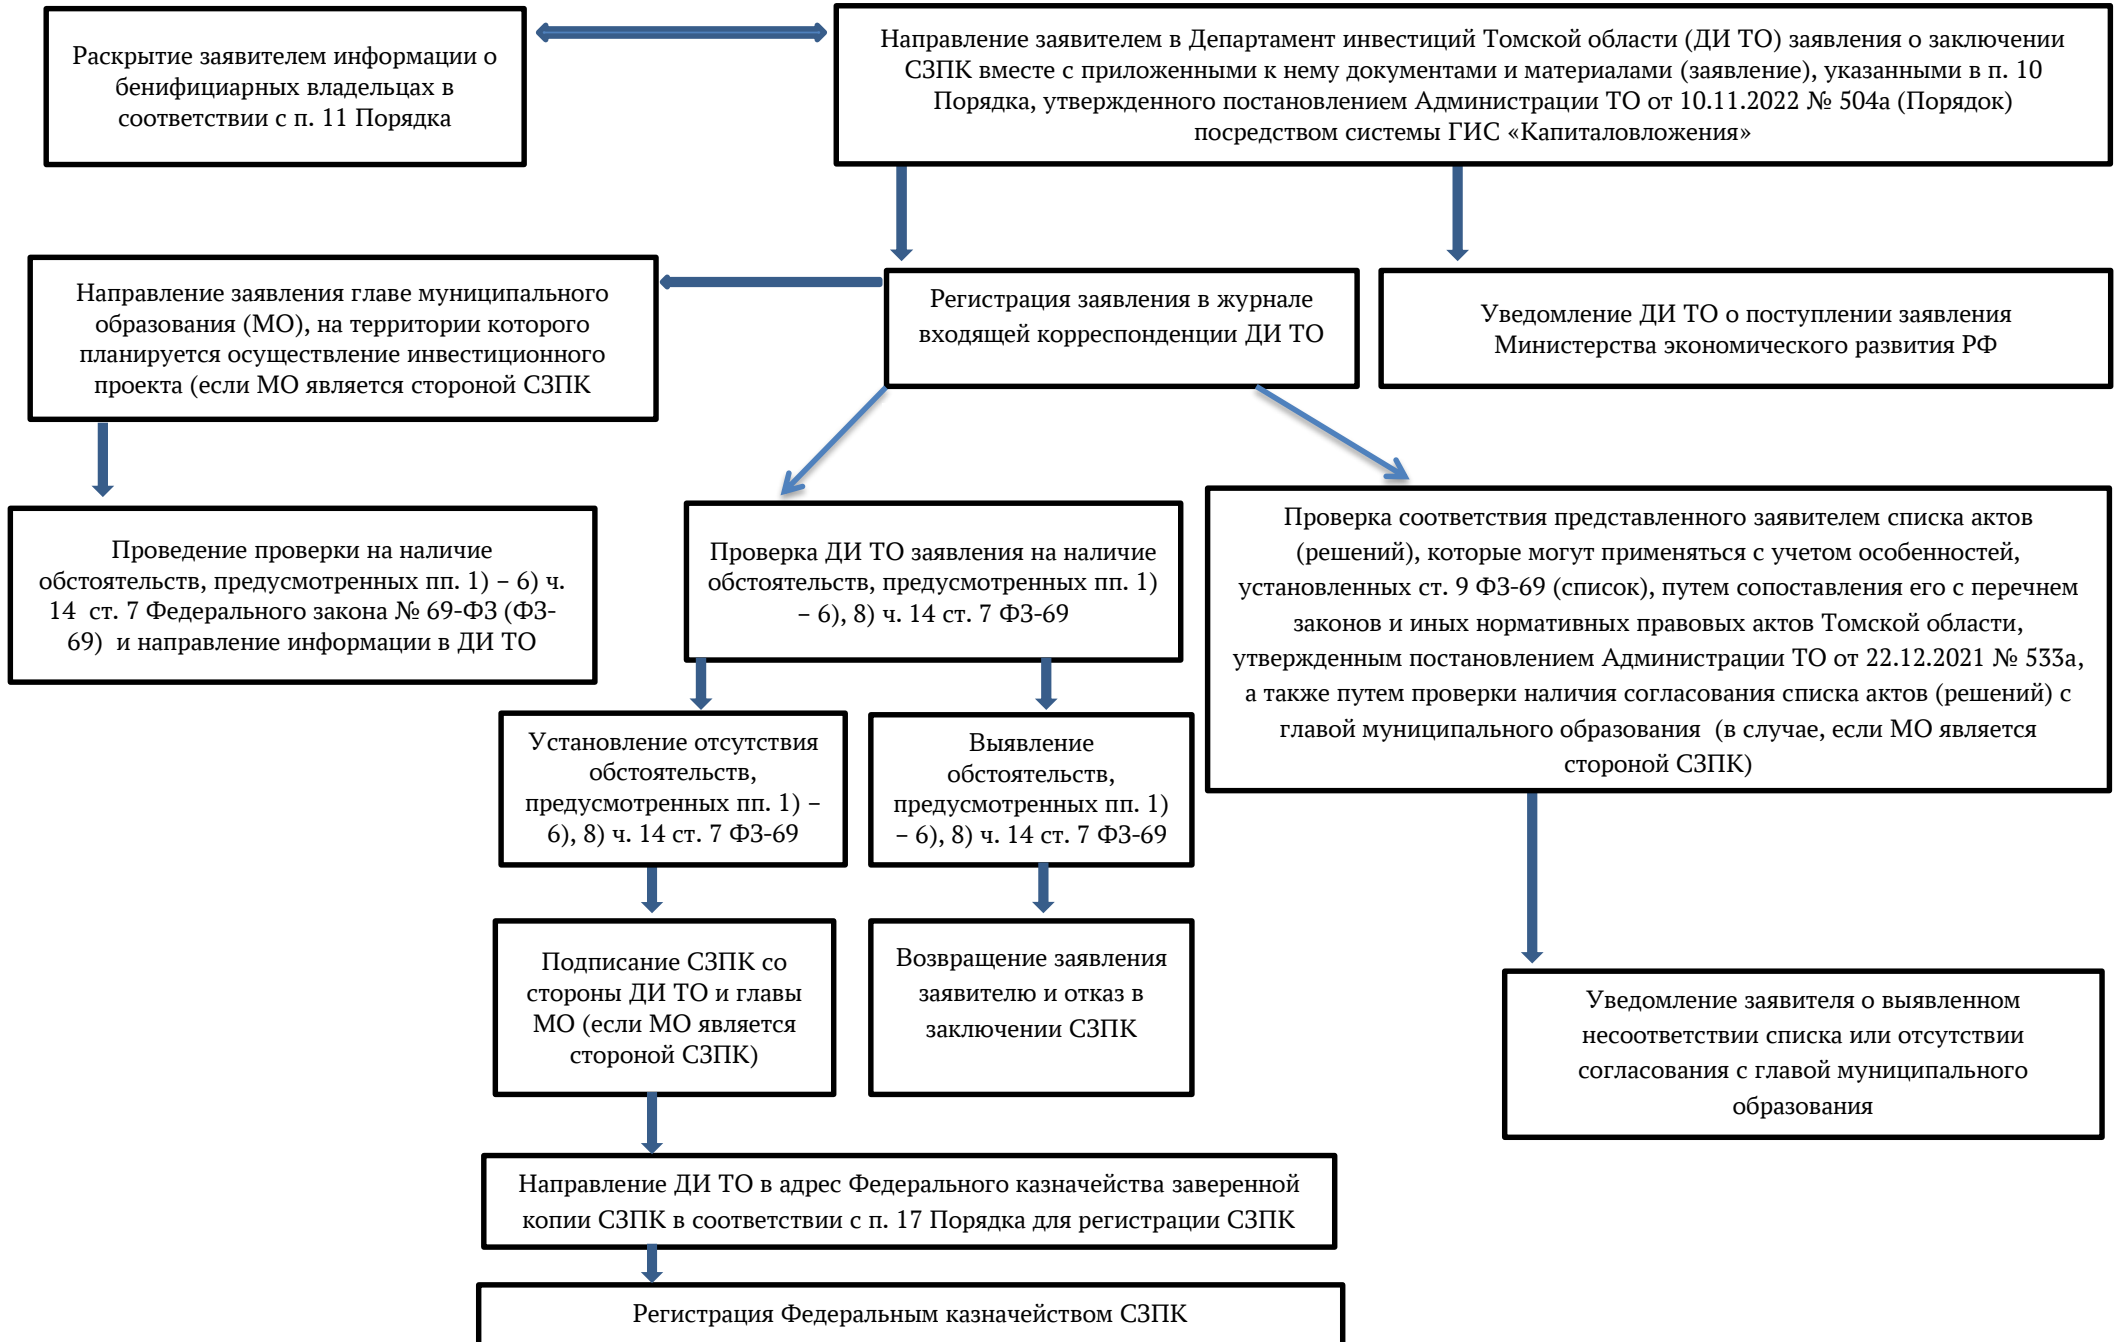 Раскрытие заявителем информации о
бенифициарных владельцах в
соответствии с п. 11 Порядка
Направление заявителем в Департамент инвестиций Томской области (ДИ ТО) заявления о заключении
СЗПК вместе с приложенными к нему документами и материалами (заявление), указанными в п. 10
Порядка, утвержденного постановлением Администрации ТО от 10.11.2022 № 504а (Порядок)
посредством системы ГИС «Капиталовложения»
Направление заявления главе муниципального
образования (МО), на территории которого
планируется осуществление инвестиционного
проекта (если МО является стороной СЗПК
Регистрация заявления в журнале
входящей корреспонденции ДИ ТО
Уведомление ДИ ТО о поступлении заявления
Министерства экономического развития РФ
Проведение проверки на наличие
обстоятельств, предусмотренных пп. 1) – 6) ч.
14 ст. 7 Федерального закона № 69-ФЗ (ФЗ-
69) и направление информации в ДИ ТО
Проверка ДИ ТО заявления на наличие
обстоятельств, предусмотренных пп. 1)
– 6), 8) ч. 14 ст. 7 ФЗ-69
Проверка соответствия представленного заявителем списка актов
(решений), которые могут применяться с учетом особенностей,
установленных ст. 9 ФЗ-69 (список), путем сопоставления его с перечнем
законов и иных нормативных правовых актов Томской области,
утвержденным постановлением Администрации ТО от 22.12.2021 № 533а,
а также путем проверки наличия согласования списка актов (решений) с
главой муниципального образования (в случае, если МО является
стороной СЗПК)
Установление отсутствия
обстоятельств,
предусмотренных пп. 1) –
6), 8) ч. 14 ст. 7 ФЗ-69
Выявление
обстоятельств,
предусмотренных пп. 1)
– 6), 8) ч. 14 ст. 7 ФЗ-69
Подписание СЗПК со
стороны ДИ ТО и главы
МО (если МО является
стороной СЗПК)
Возвращение заявления
заявителю и отказ в
заключении СЗПК
Уведомление заявителя о выявленном
несоответствии списка или отсутствии
согласования с главой муниципального
образования
Направление ДИ ТО в адрес Федерального казначейства заверенной
копии СЗПК в соответствии с п. 17 Порядка для регистрации СЗПК
Регистрация Федеральным казначейством СЗПК